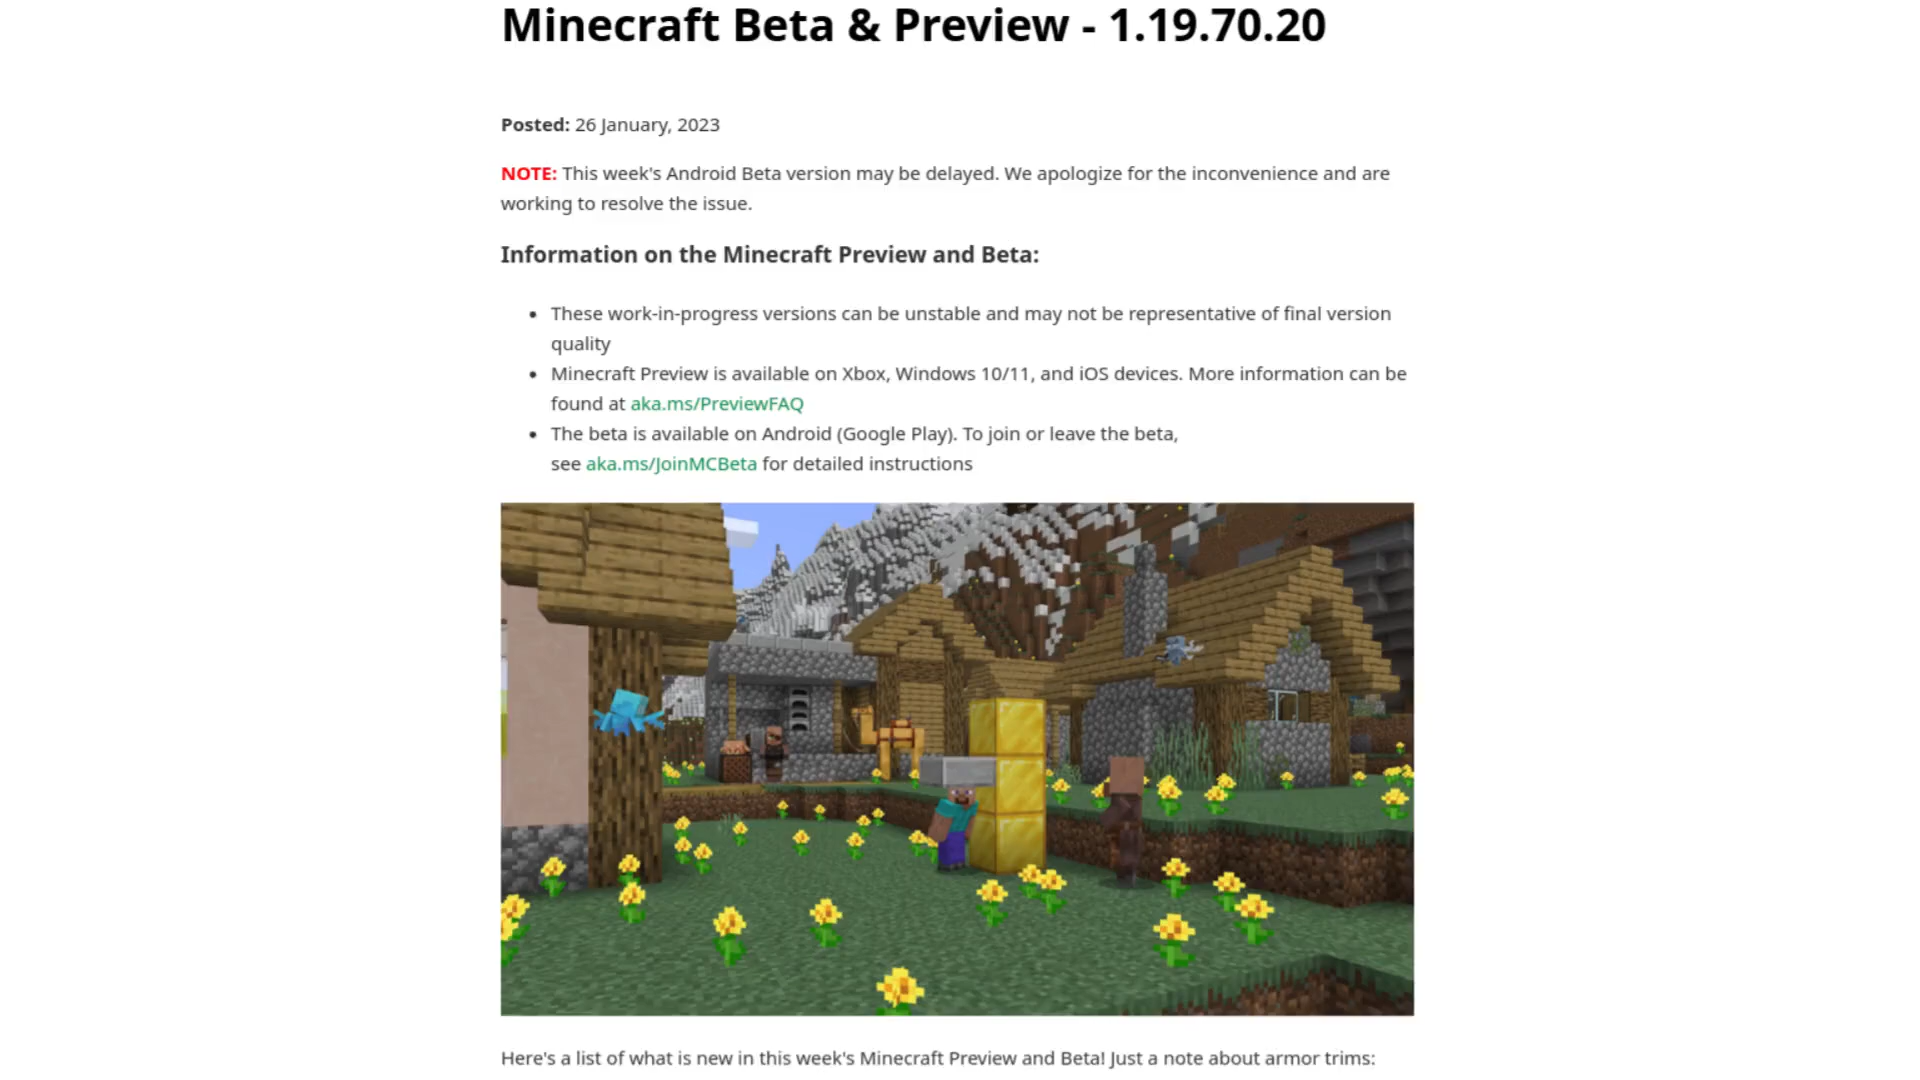 Minecraft Beta & Preview - 1.19.70.20
Posted: 26 January, 2023
NOTE: This week's Android Beta version may be delayed. We apologize for the inconvenience and are
working to resolve the issue.
Information on the Minecraft Preview and Beta:
These work-in-progress versions can be unstable and may not be representative of final version
quality
Minecraft Preview is available on Xbox, Windows 10/11, and iOS devices. More information can be
found at aka.ms/PreviewFAQ
The beta is available on Android (Google Play). To join or leave the beta,
see aka.ms/JoinMCBeta for detailed instructions
Here's a list of what is new in this week's Minecraft Preview and Beta! Just a note about armor trims: